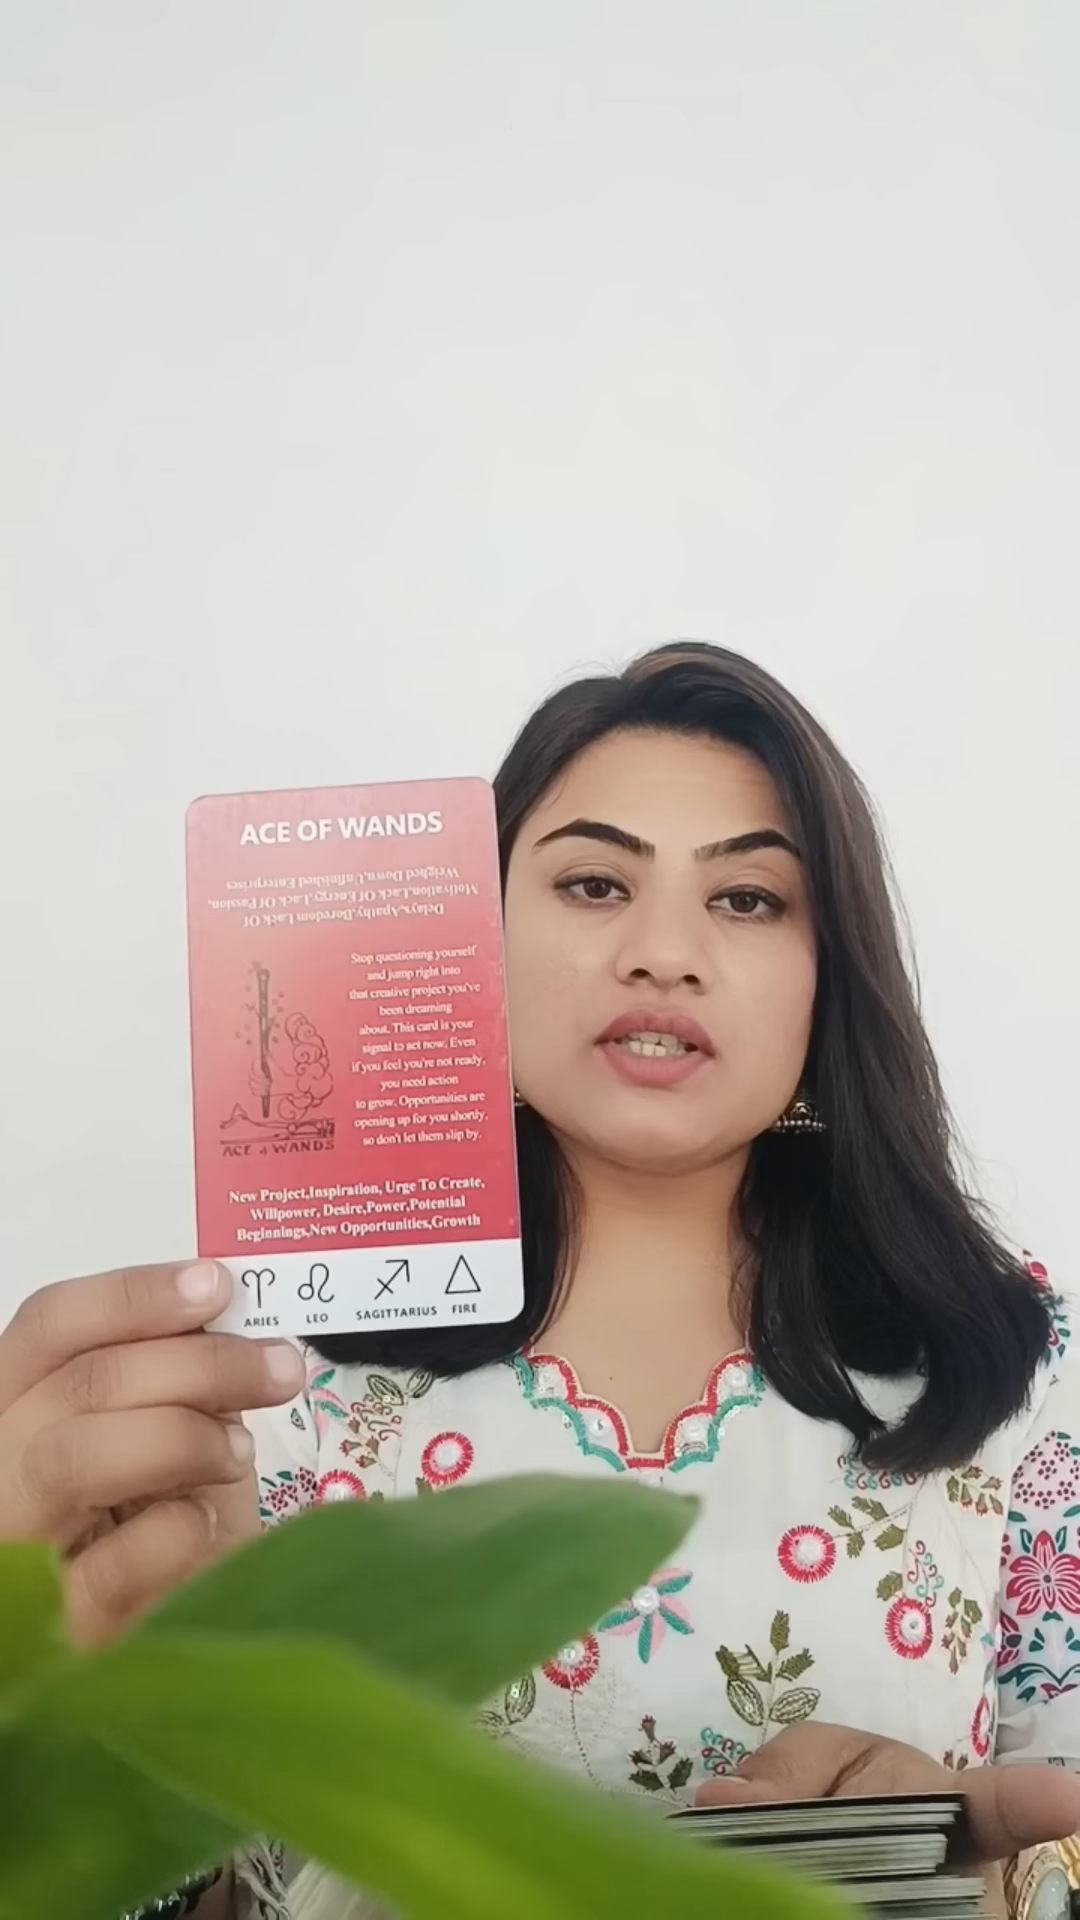 ACE OF WANDS
Delays,Apathy,Boredom Lack Of
Motivation,Lack Of Energy,Lack Of Passion,
Weighed Down,Unfinished Enterprises
Stop questioning yourself
and jump right into
that creative project you've
been dreaming
about. This card is your
signal to act now. Even
if you feel you're not ready,
you need action
to grow. Opportunities are
opening up for you shortly,
so don't let them slip by.
ACE of WANDS
New Project,Inspiration, Urge To Create,
Willpower, Desire,Power,Potential
Beginnings,New Opportunities,Growth
ARIES LEO SAGITTARIUS FIRE